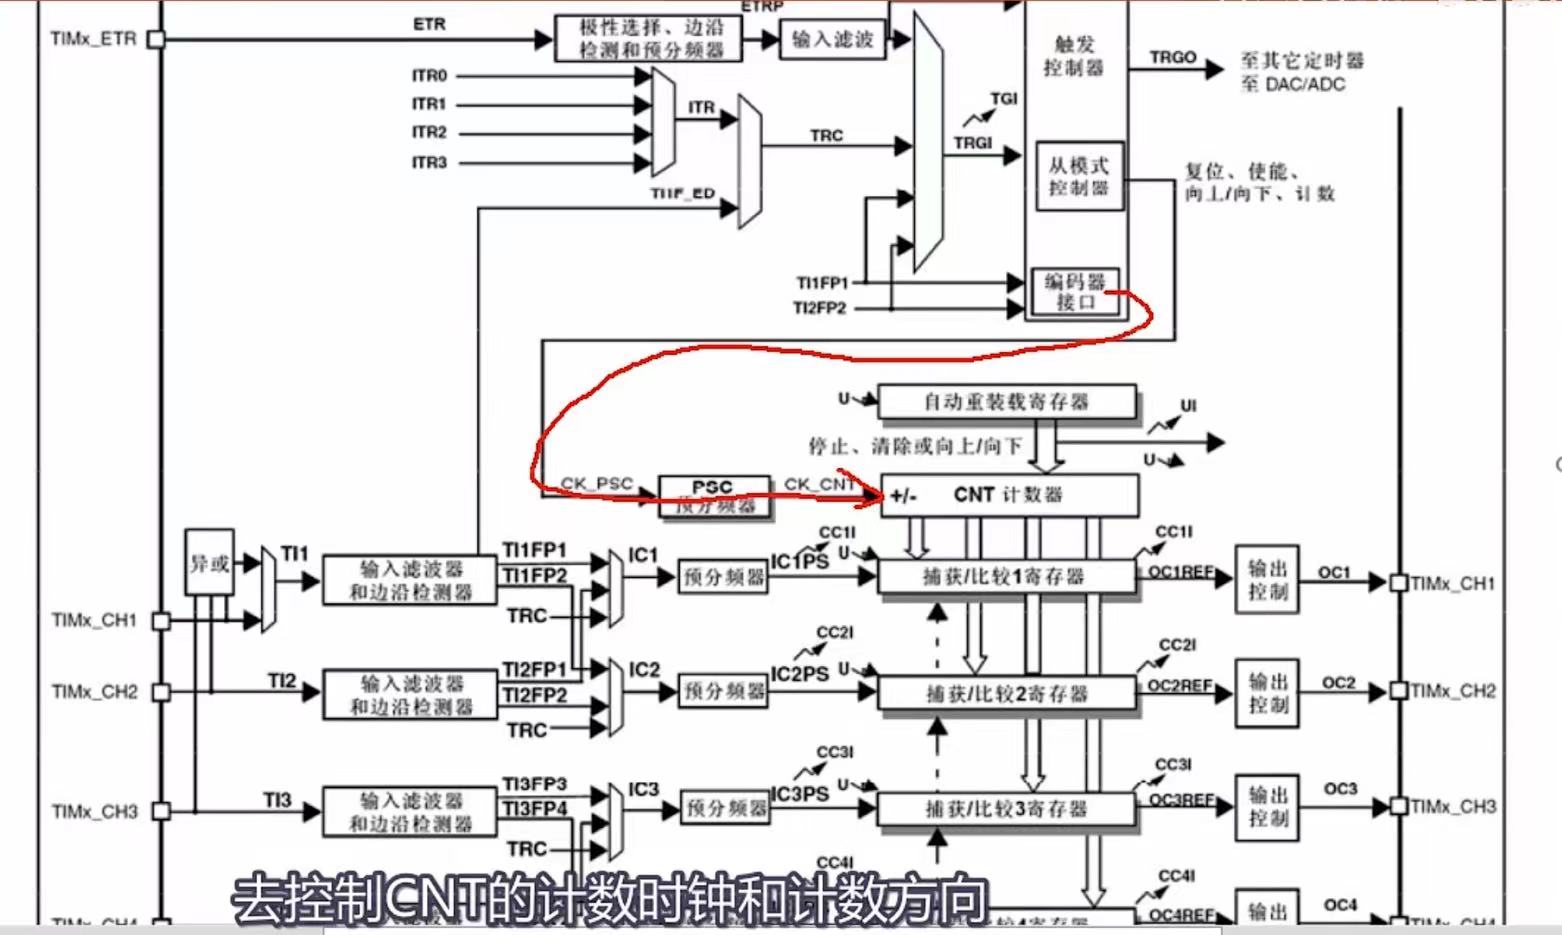 ETRP
TIMx_ETR
ETR
极性选择、边沿
检测和预分频器
输入滤波
触发
控制器
TRGO
至其它定时器
至 DAC/ADC
ITR0
ITR1
ITR2
ITR3
ITR
TRC
TGI
TRGI
从模式
控制器
复位、使能、
向上/向下、计数
TI1F_ED
TI1FP1
TI2FP2
编码器
接口
U
自动重装载寄存器
UI
停止、清除或向上/向下
U
CK_PSC
PSC
预分频器
CK_CNT
+/-
CNT 计数器
异或
TI1
输入滤波器
和边沿检测器
TI1FP1
TI1FP2
TRC
IC1
预分频器
IC1PS
CC1I
U
捕获/比较1寄存器
CC1I
OC1REF
输出
控制
OC1
TIMx_CH1
TIMx_CH1
TIMx_CH2
TI2
输入滤波器
和边沿检测器
TI2FP1
TI2FP2
TRC
IC2
预分频器
IC2PS
CC2I
U
捕获/比较2寄存器
CC2I
OC2REF
输出
控制
OC2
TIMx_CH2
TIMx_CH3
TI3
输入滤波器
和边沿检测器
TI3FP3
TI3FP4
TRC
IC3
预分频器
IC3PS
CC3I
U
捕获/比较3寄存器
CC3I
OC3REF
输出
控制
OC3
TIMx_CH3
CC4I
CC4I
OC4REF
输出
OC4
去控制CNT的计数时钟和计数方向